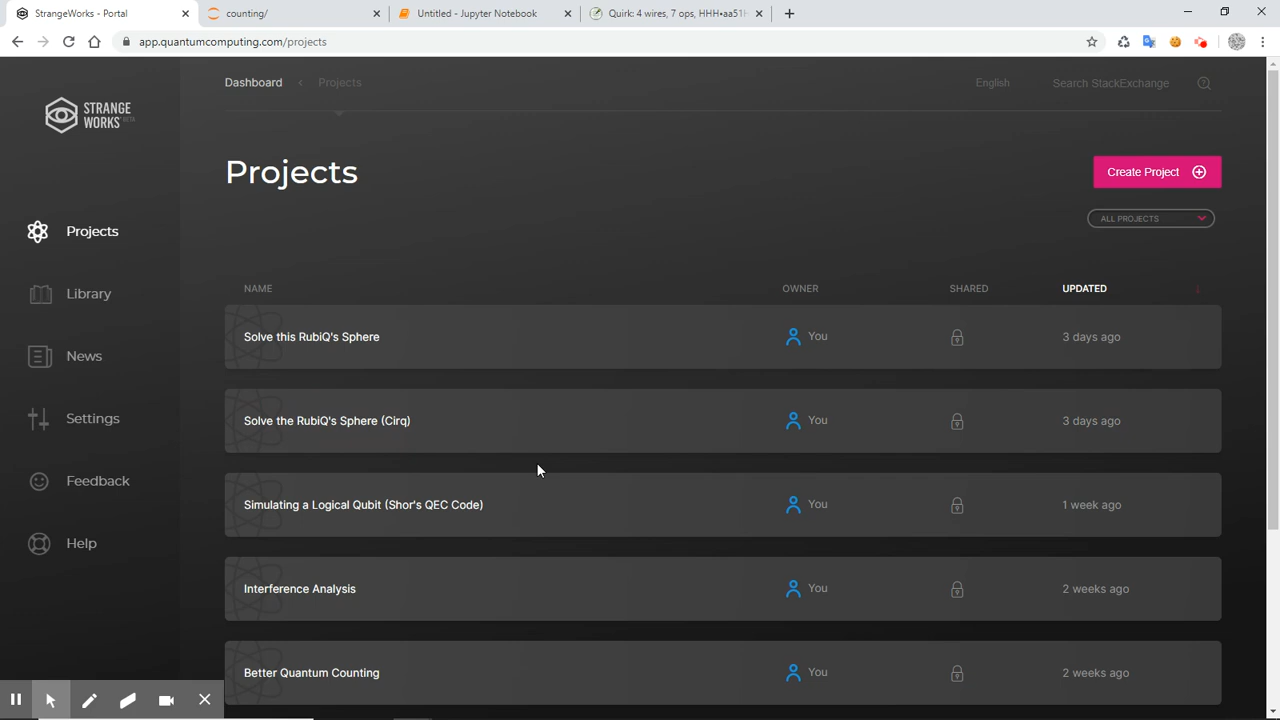 StrangeWorks - Portal
counting/
Untitled - Jupyter Notebook
Quirk: 4 wires, 7 ops, HHH•aa51H
app.quantumcomputing.com/projects
Dashboard
Projects
English
Search StackExchange
STRANGE
WORKS BETA
Projects
Create Project
ALL PROJECTS
Projects
Library
News
Settings
Feedback
Help
NAME
OWNER
SHARED
UPDATED
Solve this RubiQ's Sphere
You
3 days ago
Solve the RubiQ's Sphere (Cirq)
You
3 days ago
Simulating a Logical Qubit (Shor's QEC Code)
You
1 week ago
Interference Analysis
You
2 weeks ago
Better Quantum Counting
You
2 weeks ago